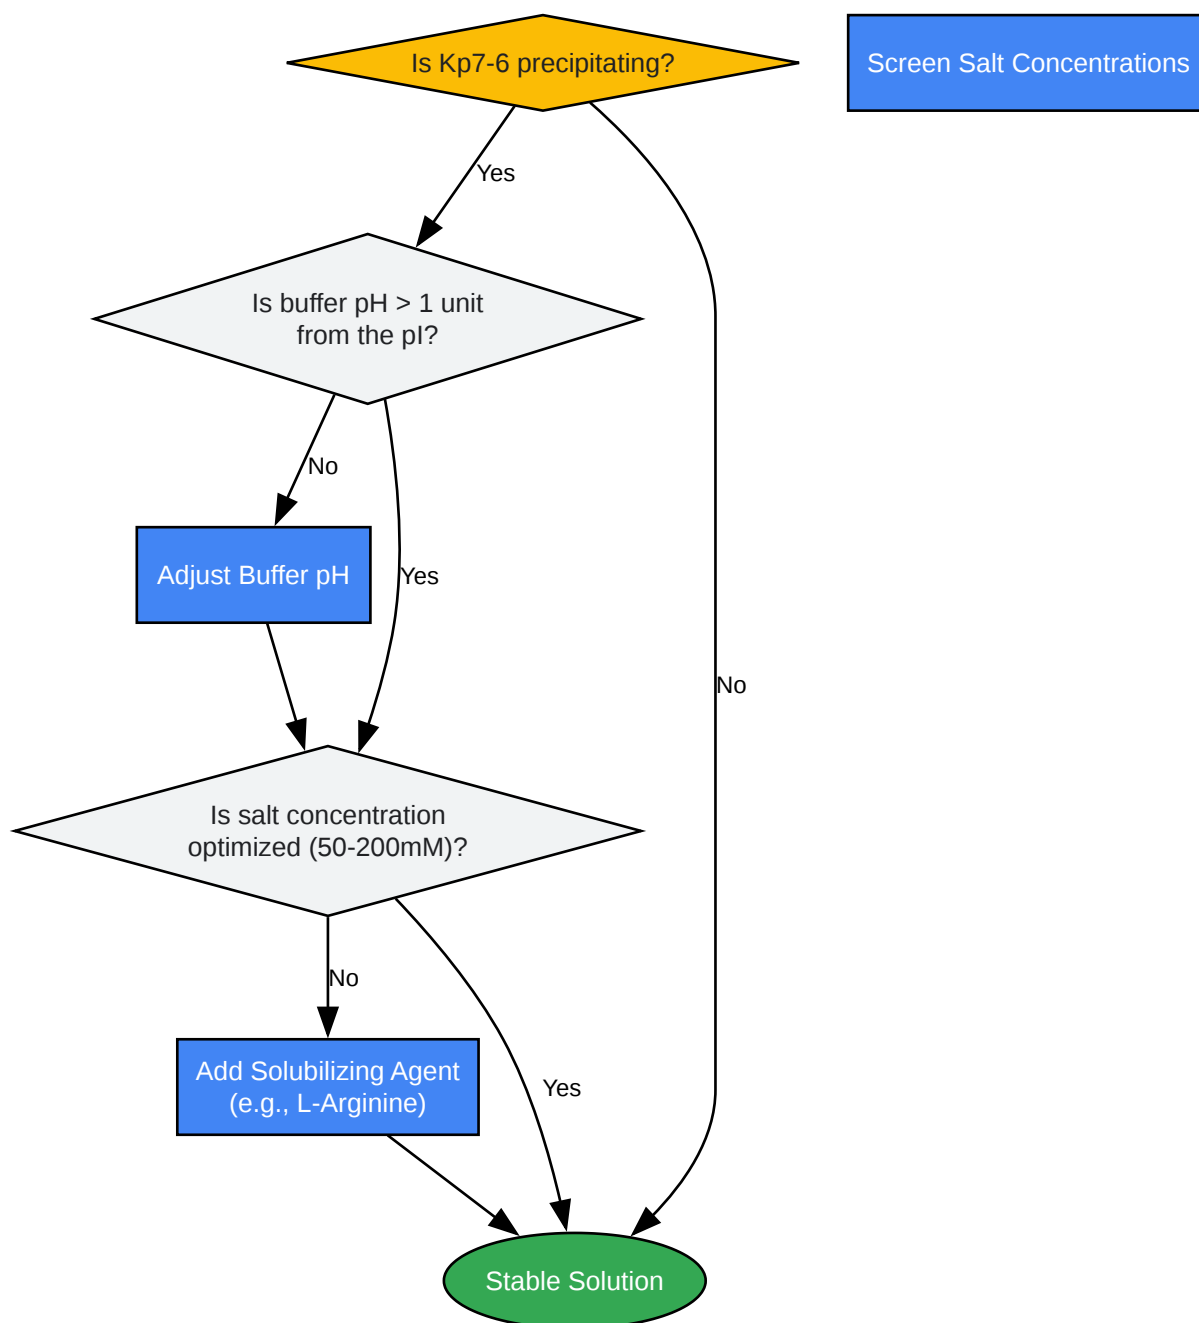 Is Kp7-6 precipitating?
Screen Salt Concentrations
Yes
Is buffer pH > 1 unit
from the pI?
No
Adjust Buffer pH
Yes
No
Is salt concentration
optimized (50-200mM)?
No
Add Solubilizing Agent
(e.g., L-Arginine)
Yes
Stable Solution